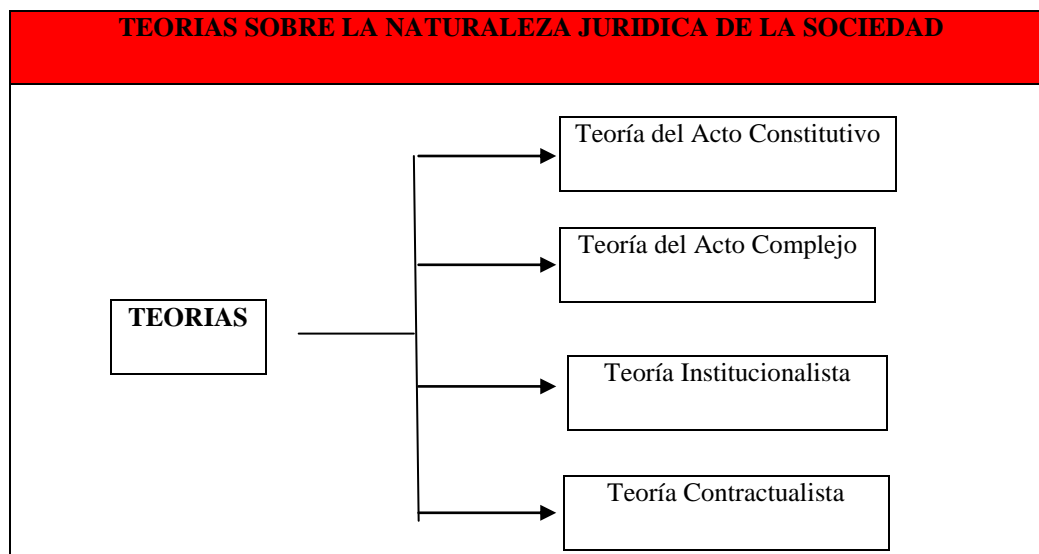 TEORIAS SOBRE LA NATURALEZA JURIDICA DE LA SOCIEDAD
Teoría del Acto Constitutivo
Teoría del Acto Complejo
TEORIAS
Teoría Institucionalista
Teoría Contractualista